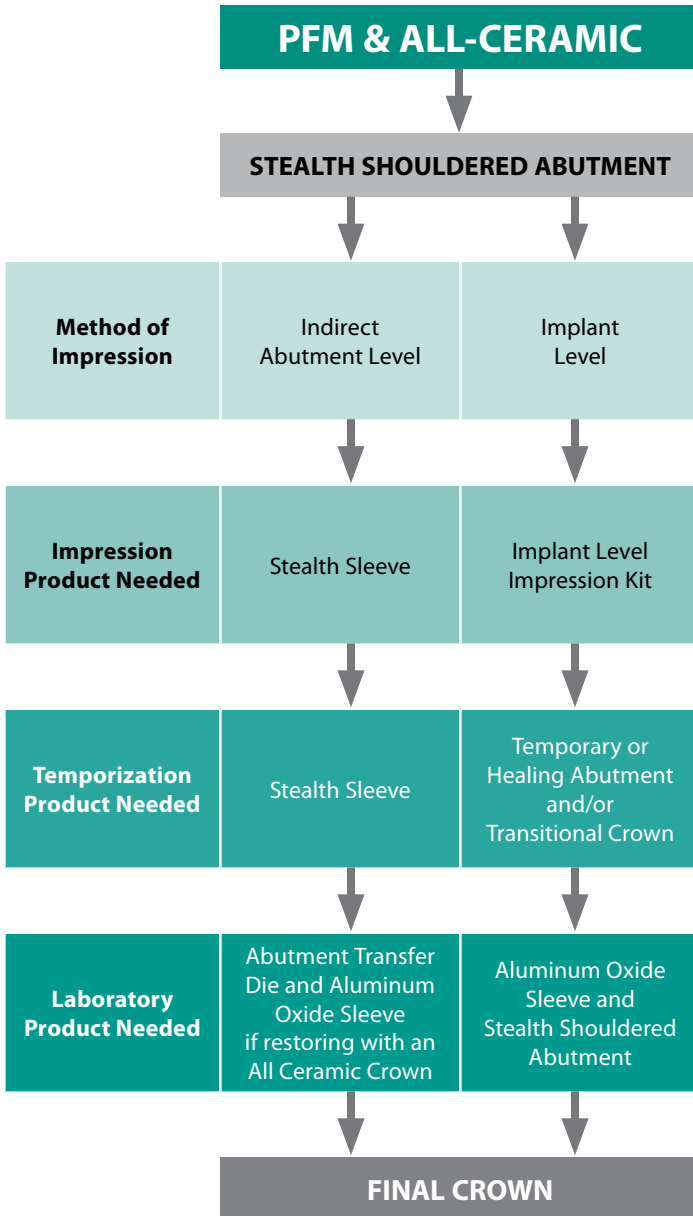 PFM & ALL-CERAMIC
STEALTH SHOULDERED ABUTMENT
Method of
Impression
Indirect
Abutment Level
Implant
Level
Impression
Product Needed
Stealth Sleeve
Implant Level
Impression Kit
Temporization
Product Needed
Stealth Sleeve
Temporary or
Healing Abutment
and/or
Transitional Crown
Laboratory
Product Needed
Abutment Transfer
Die and Aluminum
Oxide Sleeve
if restoring with an
All Ceramic Crown
Aluminum Oxide
Sleeve and
Stealth Shouldered
Abutment
FINAL CROWN